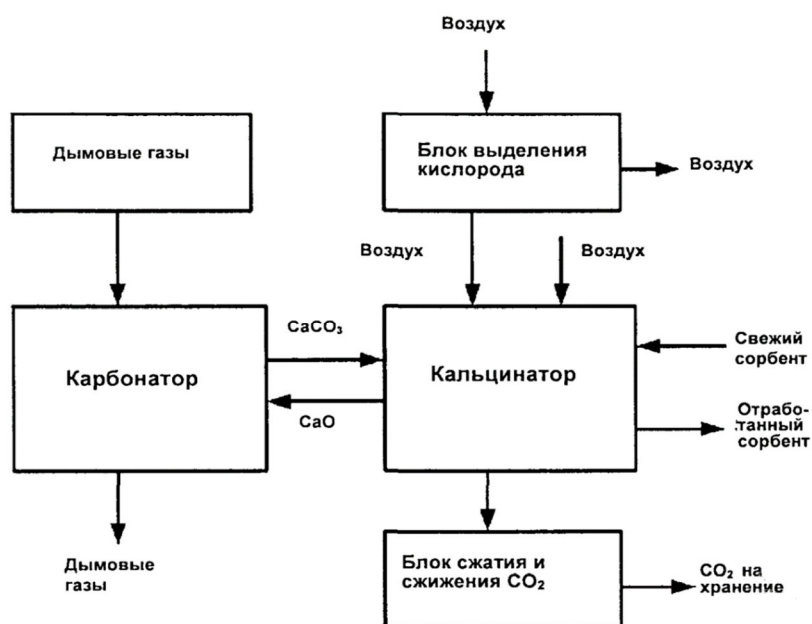 Воздух
Дымовые газы
Блок выделения
кислорода
Воздух
Воздух
Воздух
CaCO₃
Карбонатор
Кальцинатор
Свежий
сорбент
CaO
Отрабо-
танный
сорбент
Дымовые
газы
Блок сжатия и
сжижения CO₂
CO₂ на
хранение